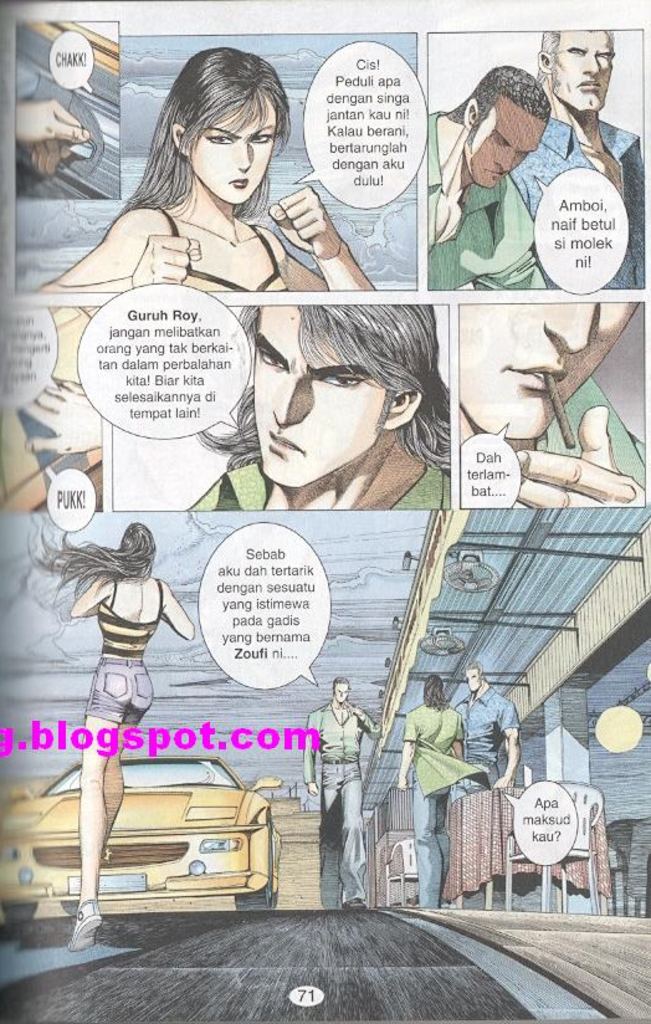 CHAKK!
Cis!
Peduli apa
dengan singa
jantan kau ni!
Kalau berani,
bertarunglah
dengan aku
dulu!
Amboi,
naif betul
si molek
ni!
Guruh Roy,
jangan melibatkan
orang yang tak berkai-
tan dalam perbalahan
kita! Biar kita
selesaikannya di
tempat lain!
PUKK!
Dah
terlam-
bat....
Sebab
aku dah tertarik
dengan sesuatu
yang istimewa
pada gadis
yang bernama
Zoufi ni....
g.blogspot.com
Apa
maksud
kau?
71